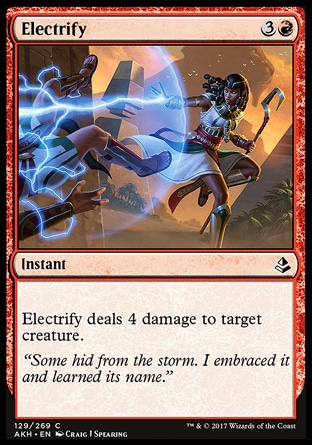 Electrify 3
Instant
Electrify deals 4 damage to target
creature.
“Some hid from the storm. I embraced it
and learned its name.”
129/269 C
AKH • EN Craig J Spearing
™ & © 2017 Wizards of the Coast